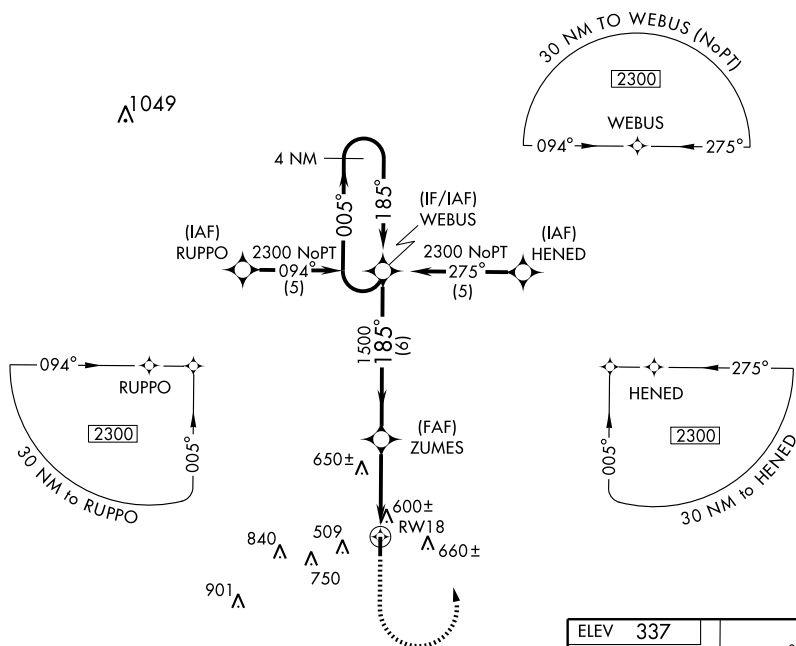 30 NM TO WEBUS (NoPT)
2300
WEBUS
094°
275°
1049
4 NM
005°
185°
(IF/IAF)
WEBUS
(IAF)
RUPPO
2300 NoPT
094°
(5)
(IAF)
HENED
2300 NoPT
275°
(5)
1500
185°
(6)
094°
RUPPO
2300
005°
30 NM to RUPPO
275°
HENED
2300
005°
30 NM to HENED
(FAF)
ZUMES
650±
600±
RW18
660±
509
840
750
901
ELEV 337